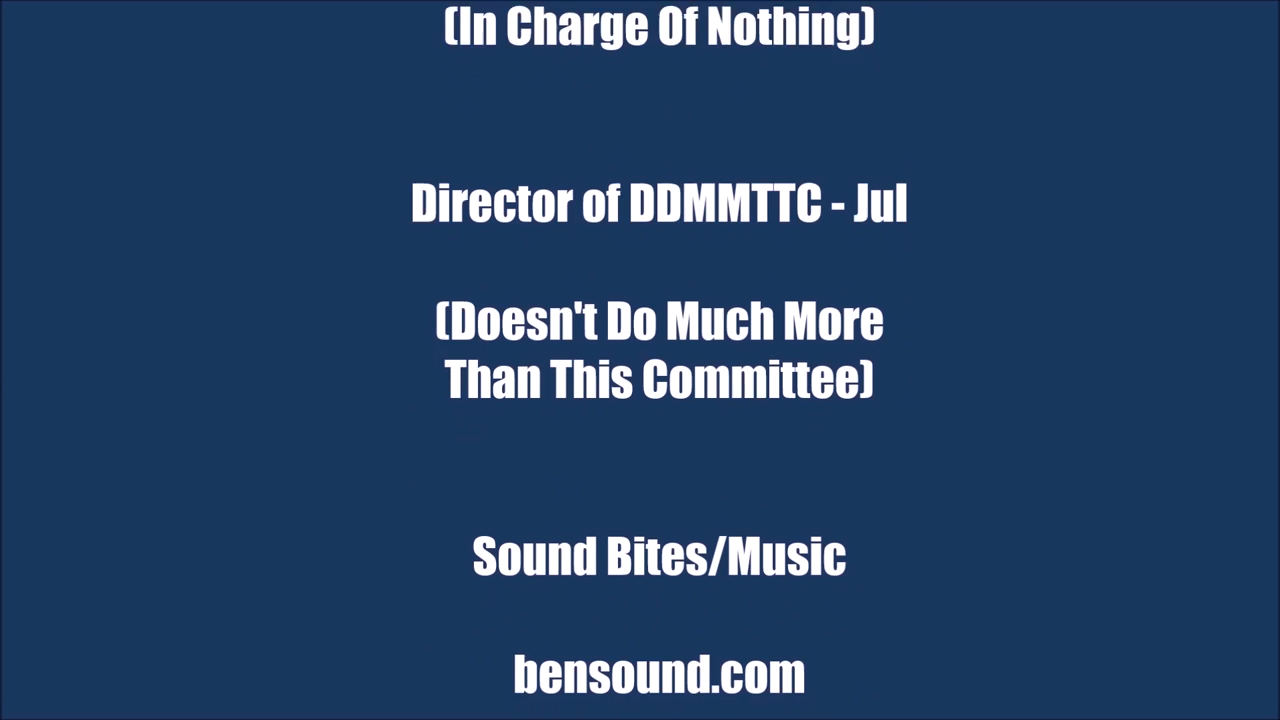 (In Charge Of Nothing)
Director of DDMMTTC - Jul
(Doesn't Do Much More
Than This Committee)
Sound Bites/Music
bensound.com